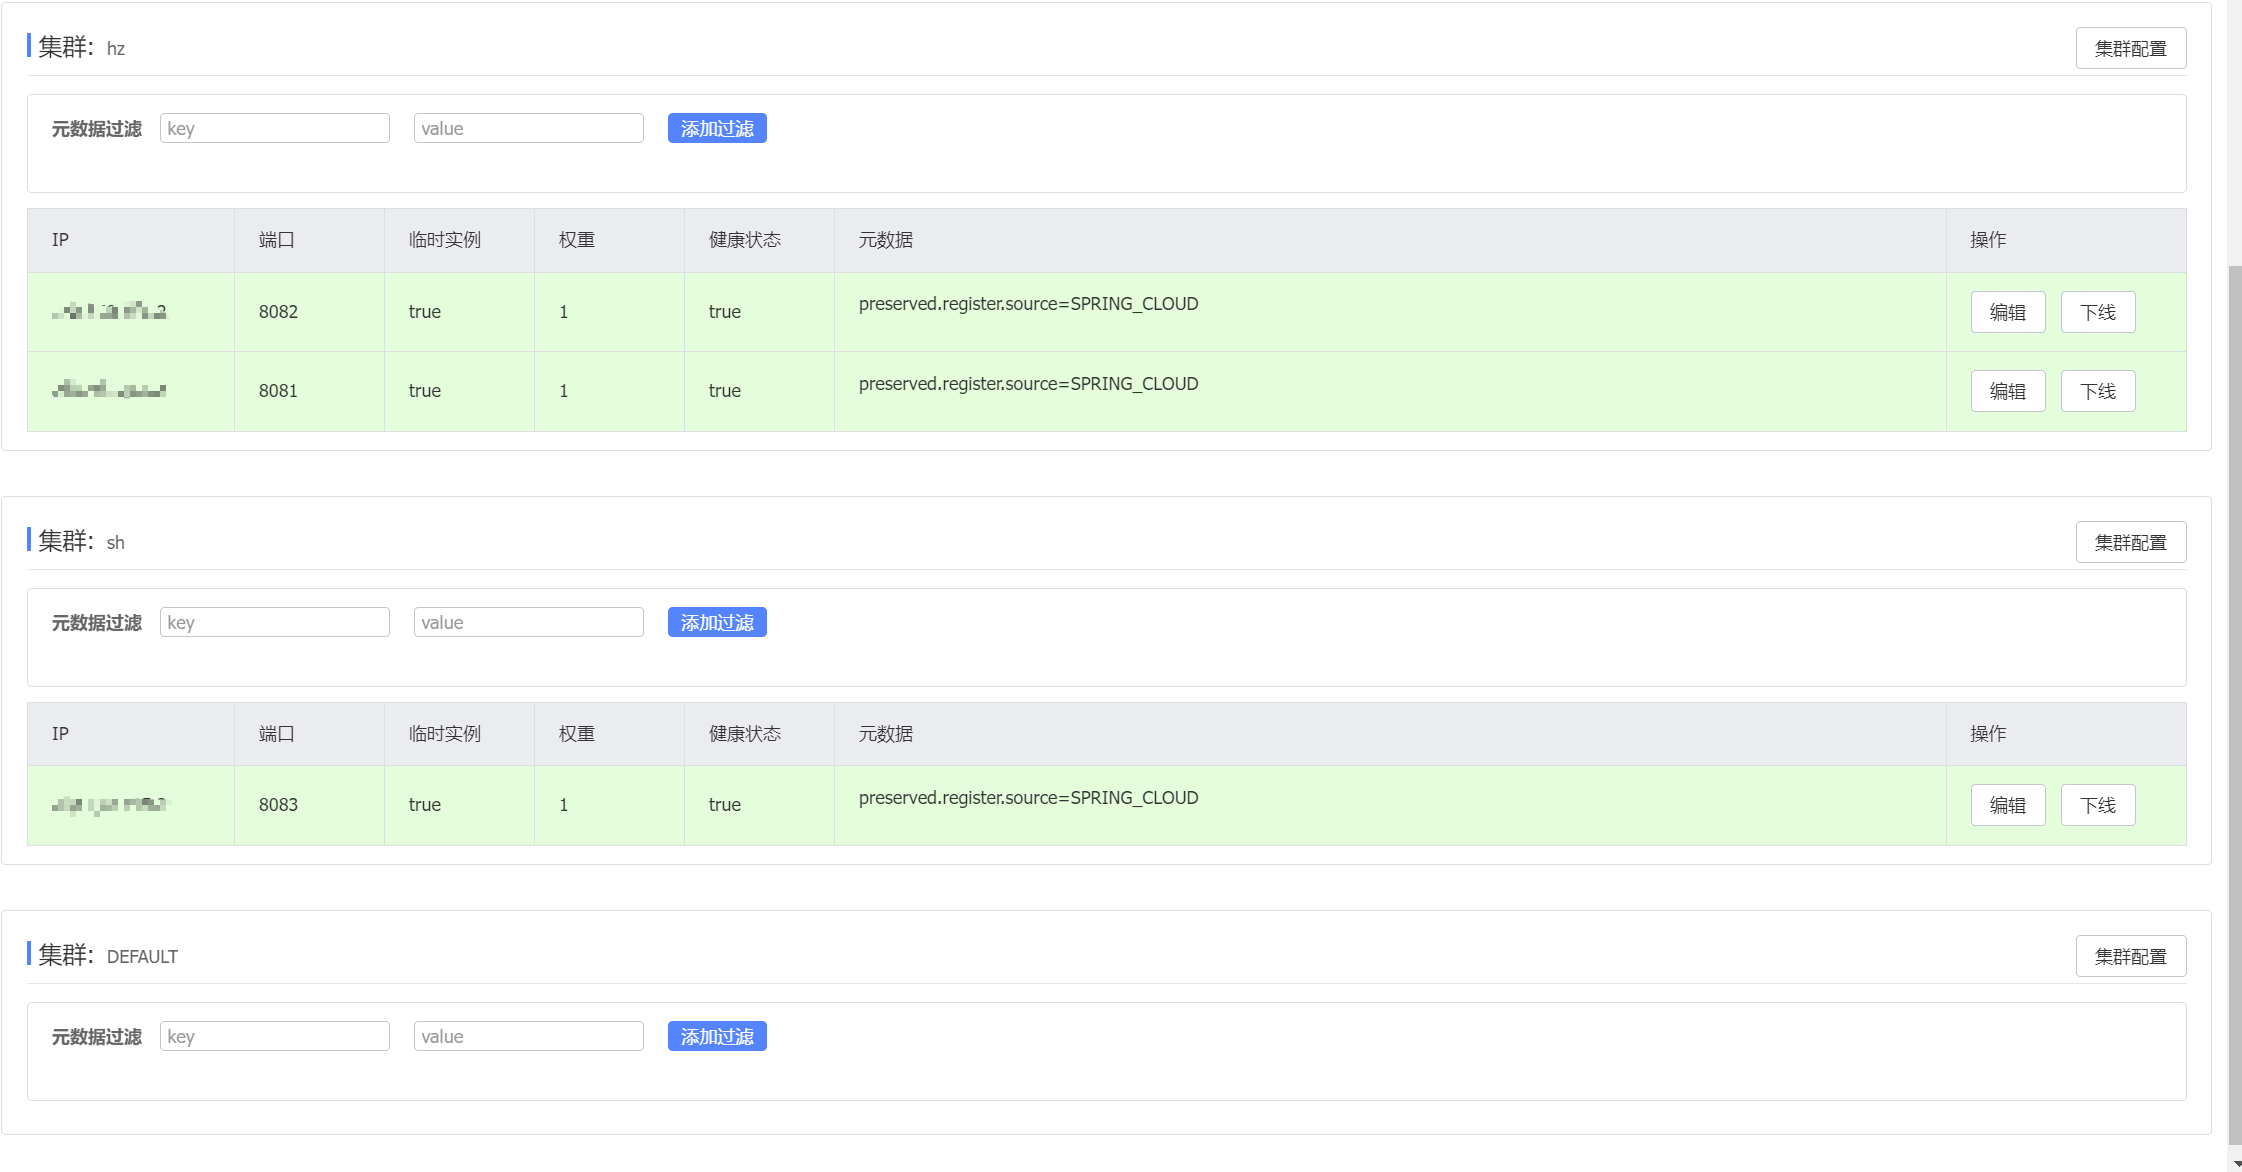 集群: hz 集群配置
元数据过滤 key value 添加过滤
IP 端口 临时实例 权重 健康状态 元数据 操作
8082 true 1 true preserved.register.source=SPRING_CLOUD 编辑 下线
8081 true 1 true preserved.register.source=SPRING_CLOUD 编辑 下线
集群: sh 集群配置
元数据过滤 key value 添加过滤
IP 端口 临时实例 权重 健康状态 元数据 操作
8083 true 1 true preserved.register.source=SPRING_CLOUD 编辑 下线
集群: DEFAULT 集群配置
元数据过滤 key value 添加过滤